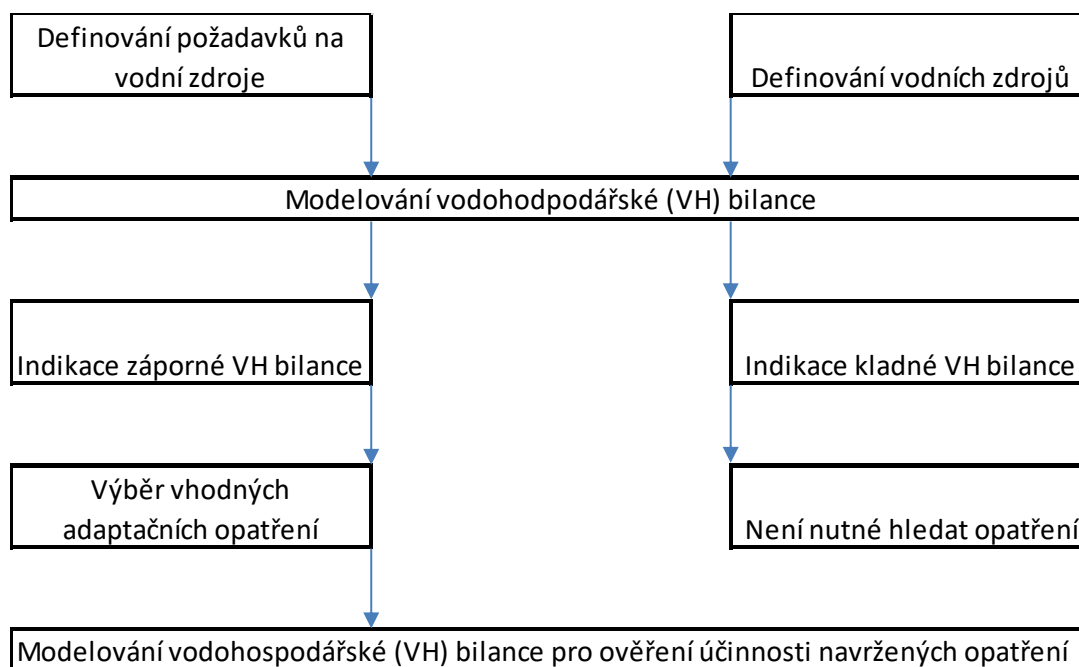 Definování požadavků na
vodní zdroje
Definování vodních zdrojů
Modelování vodohodpodářské (VH) bilance
Indikace záporné VH bilance
Indikace kladné VH bilance
Výběr vhodných
adaptačních opatření
Není nutné hledat opatření
Modelování vodohospodářské (VH) bilance pro ověření účinnosti navržených opatření